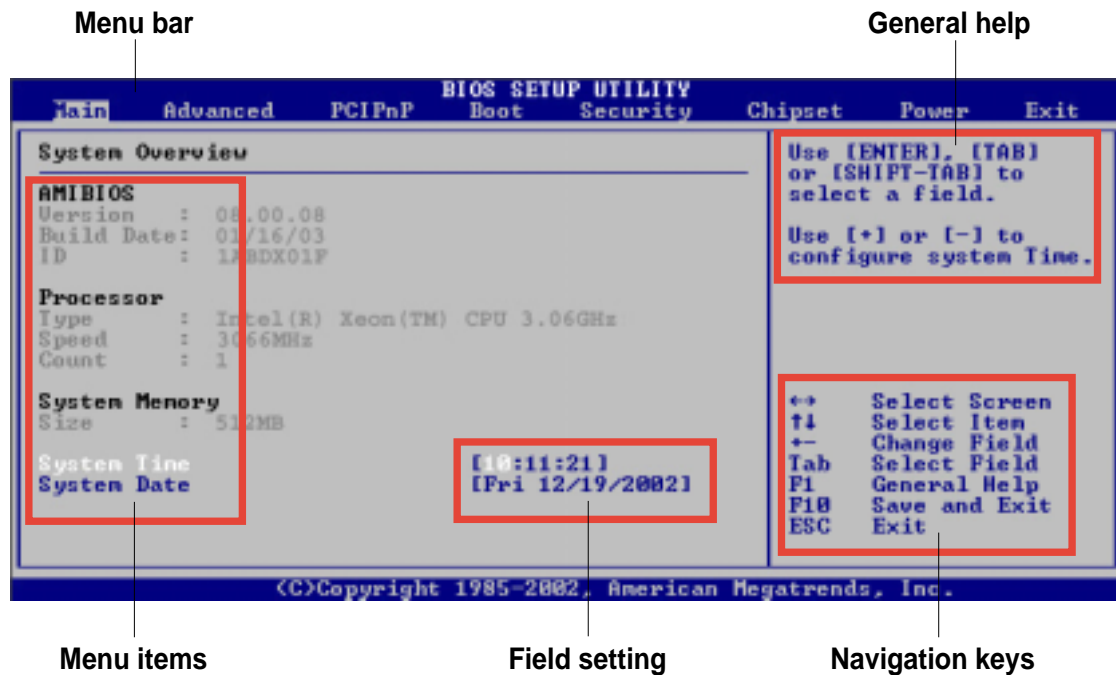 Menu bar
General help
BIOS SETUP UTILITY
Main Advanced PCIPnP Boot Security Chipset Power Exit
System Overview
AMIBIOS
Version : 08.00.08
Build Date: 01/16/03
ID : 1ABDX01F
Processor
Type : Intel(R) Xeon(TM) CPU 3.06GHz
Speed : 3066MHz
Count : 1
System Memory
Size : 512MB
System Time [10:11:21]
System Date [Fri 12/19/2002]
Use [ENTER], [TAB]
or [SHIFT-TAB] to
select a field.
Use [+] or [-] to
configure system Time.
←→ Select Screen
↑↓ Select Item
+- Change Field
Tab Select Field
F1 General Help
F10 Save and Exit
ESC Exit
(C)Copyright 1985-2002, American Megatrends, Inc.
Menu items
Field setting
Navigation keys